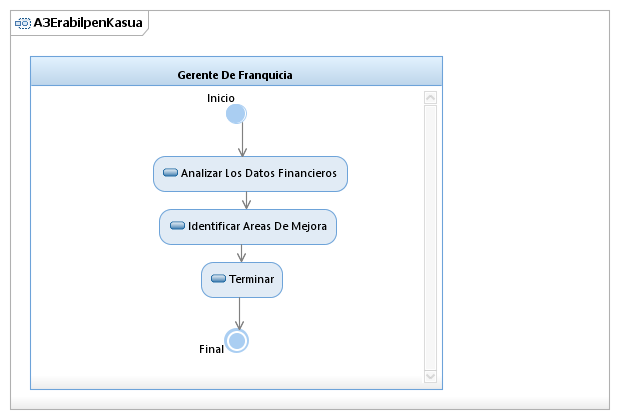 A3ErabilpenKasua
Gerente De Franquicia
Inicio
Analizar Los Datos Financieros
Identificar Areas De Mejora
Terminar
Final